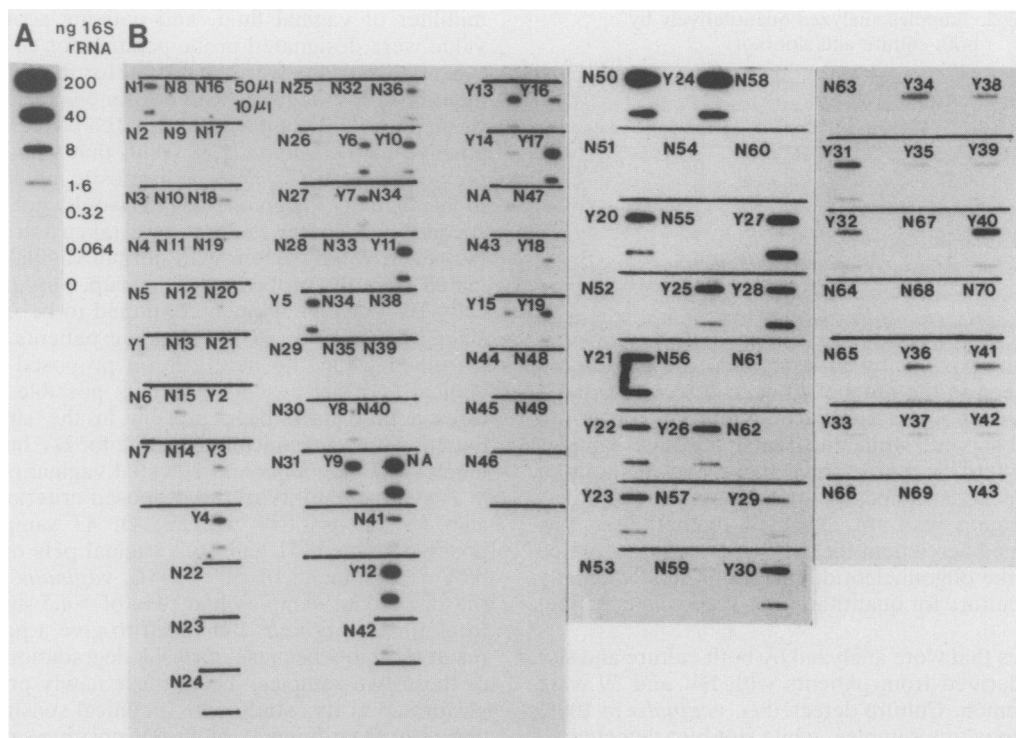 A ng 16S rRNA B
200
40
8
1·6
0·32
0·064
0
N1 N8 N16 50μl
10μl
N2 N9 N17
N3 N10 N18
N4 N11 N19
N5 N12 N20
Y1 N13 N21
N6 N15 Y2
N7 N14 Y3
Y4
N22
N23
N24
N25 N32 N36
N26 Y6 Y10
N27 Y7 N34
N28 N33 Y11
Y5 N34 N38
N29 N35 N39
N30 Y8 N40
N31 Y9 NA
N41
Y12
N42
Y13 Y16
Y14 Y17
NA N47
N43 Y18
Y15 Y19
N44 N48
N45 N49
N46
N50 Y24 N58
N51 N54 N60
Y20 N55 Y27
N52 Y25 Y28
Y21 N56 N61
Y22 Y26 N62
Y23 N57 Y29
N53 N59 Y30
N63 Y34 Y38
Y31 Y35 Y39
Y32 N67 Y40
N64 N68 N70
N65 Y36 Y41
Y33 Y37 Y42
N66 N69 Y43